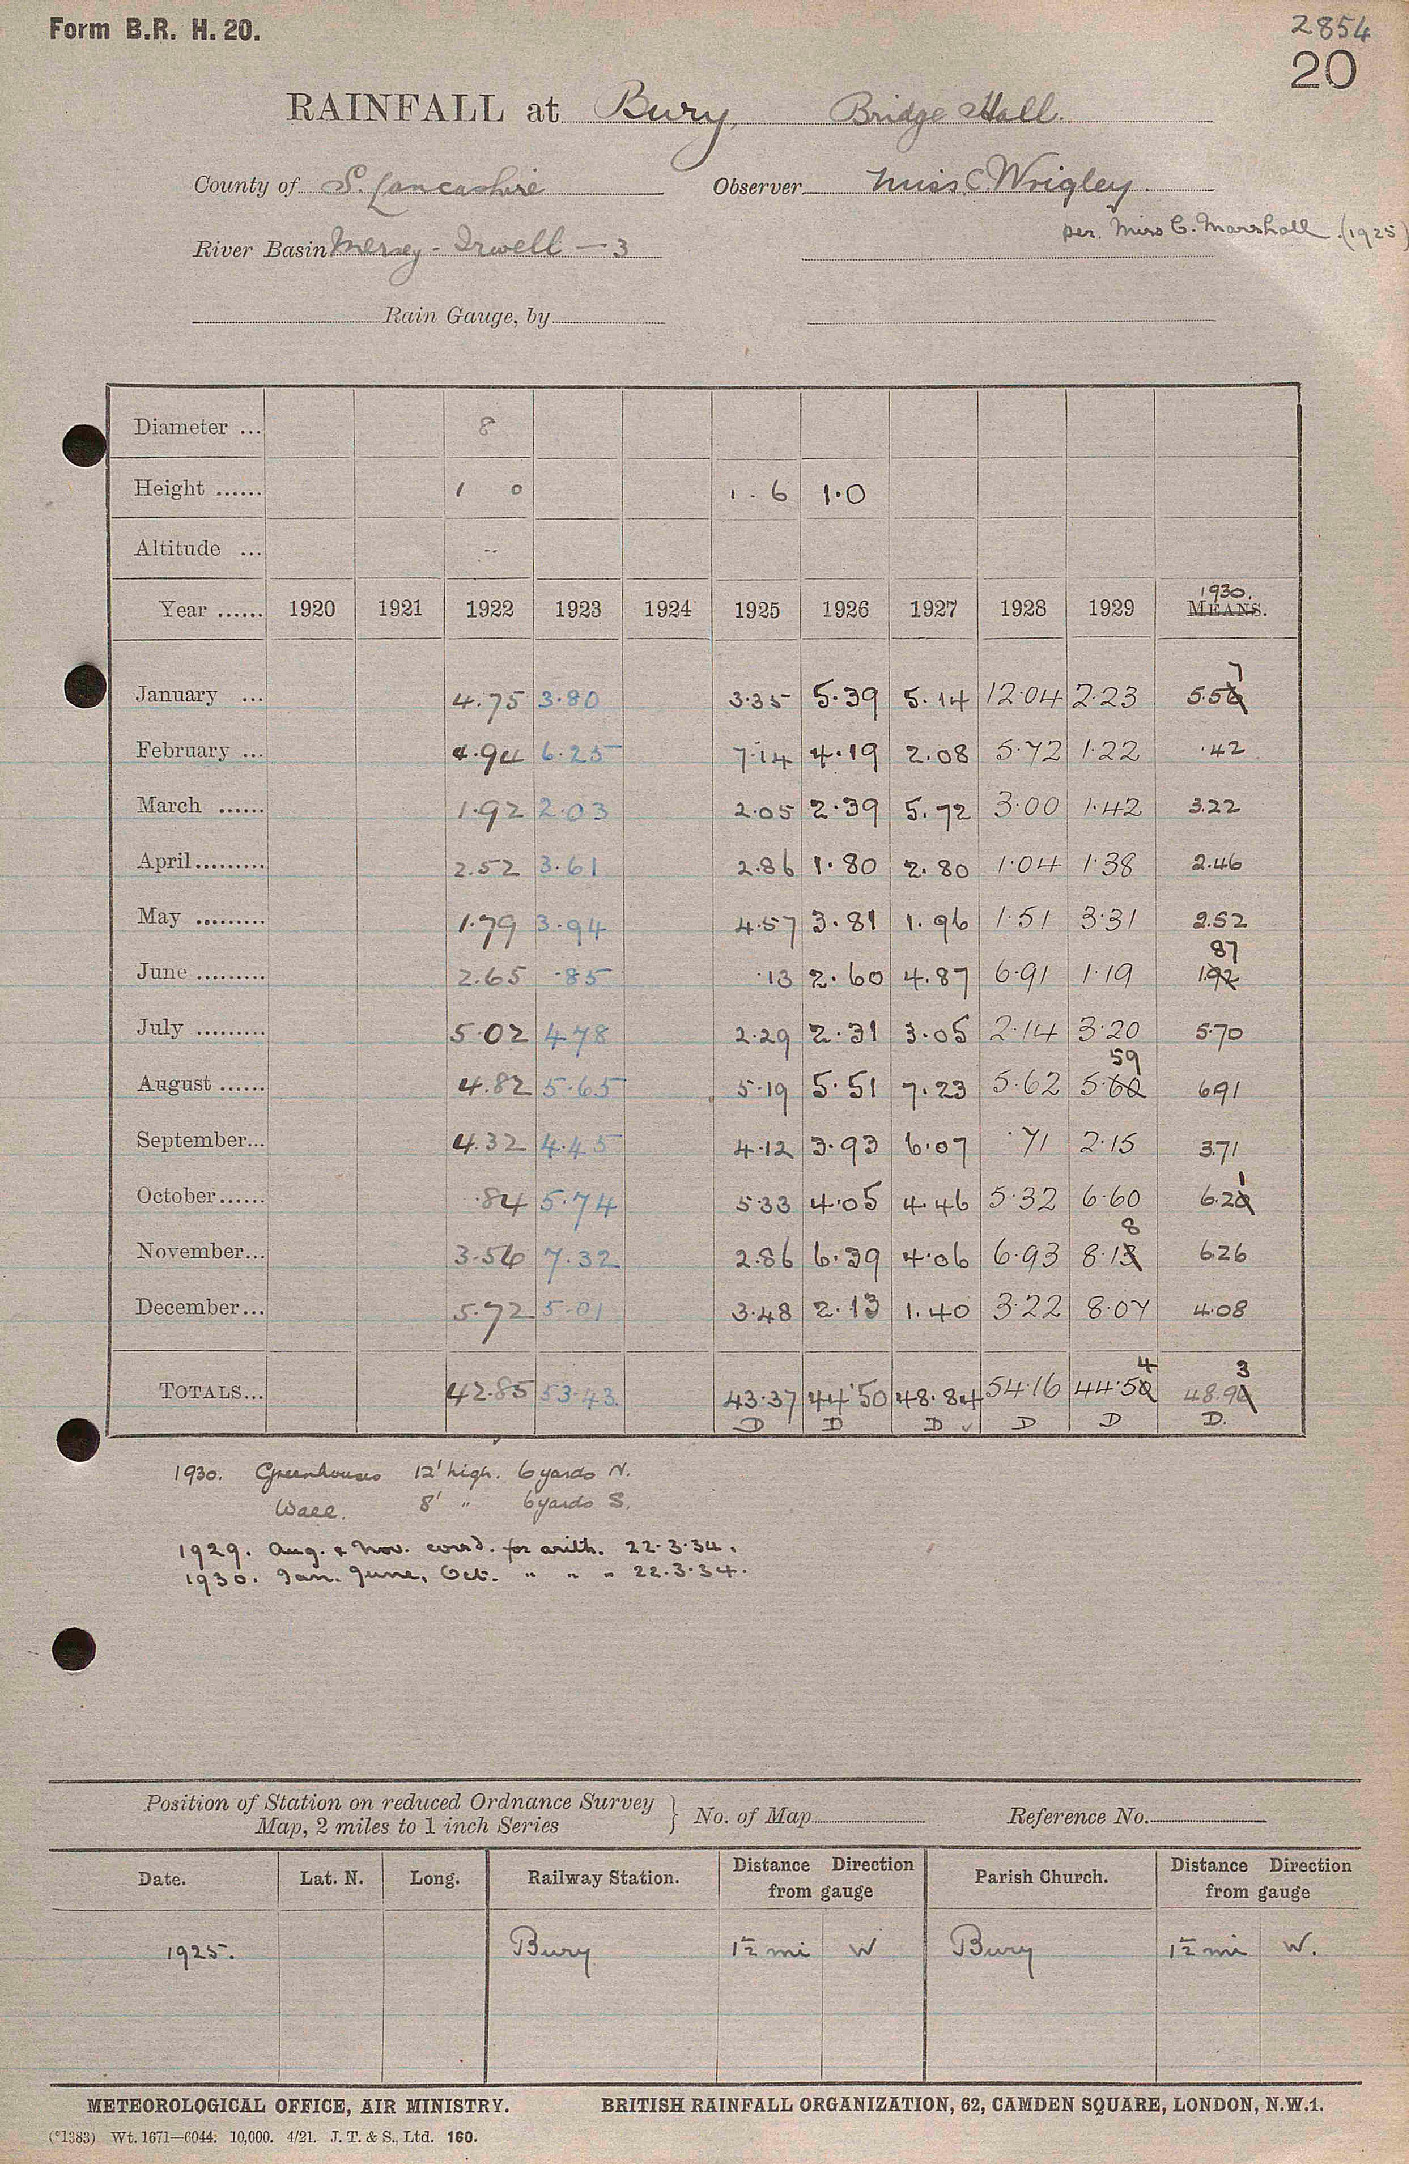 Form B.R. H. 20.
2854
20
RAINFALL at Bury, Bridge Hall.
County of S. Lancashire Observer Miss C Wrigley
per. Miss C. Marshall (1925)
River Basin Mersey - Irwell - 3
Rain Gauge, by
Diameter ... 8
Height ...... 1 0 1 . 6 1.0
Altitude ... --
1930.
Year ...... 1920 1921 1922 1923 1924 1925 1926 1927 1928 1929 MEANS.
7
January ... 4.75 3.80 3.35 5.39 5.14 12.04 2.23 5.56
February ... 4.94 6.25 7.14 4.19 2.08 5.72 1.22 .42
March ...... 1.92 2.03 2.05 2.39 5.72 3.00 1.42 3.22
April......... 2.52 3.61 2.86 1.80 2.80 1.04 1.38 2.46
May ......... 1.79 3.94 4.57 3.81 1.96 1.51 3.31 2.52
87
June ......... 2.65 .85 .13 2.60 4.87 6.91 1.19 1.92
July ......... 5.02 4.78 2.29 2.31 3.05 2.14 3.20 5.70
59
August ...... 4.82 5.65 5.19 5.51 7.23 5.62 5.60 6.91
September... 4.32 4.45 4.12 3.93 6.07 .71 2.15 3.71
1
October...... .84 5.74 5.33 4.05 4.46 5.32 6.60 6.20
8
November... 3.56 7.32 2.86 6.39 4.06 6.93 8.13 6.26
December... 5.72 5.01 3.48 2.13 1.40 3.22 8.07 4.08
4 3
TOTALS... 42.85 53.43 43.37 44.50 48.84 54.16 44.50 48.96
D D D ✓ D D D.
1930. Greenhouses 12' high. 6 yards N.
Wall. 8' " 6 yards S.
1929. Aug. & Nov. corrd. for arith. 22.3.34.
1930. Jan. June, Oct. " " " 22.3.34.
Position of Station on reduced Ordnance Survey
Map, 2 miles to 1 inch Series } No. of Map Reference No.
Date. Lat. N. Long. Railway Station. Distance Direction from gauge Parish Church. Distance Direction from gauge
1925. Bury 1½ mi W Bury 1½ mi W.
METEOROLOGICAL OFFICE, AIR MINISTRY. BRITISH RAINFALL ORGANIZATION, 62, CAMDEN SQUARE, LONDON, N.W.1.
(*1383) Wt. 1671—6044. 10,000. 4/21. J. T. & S., Ltd. 160.